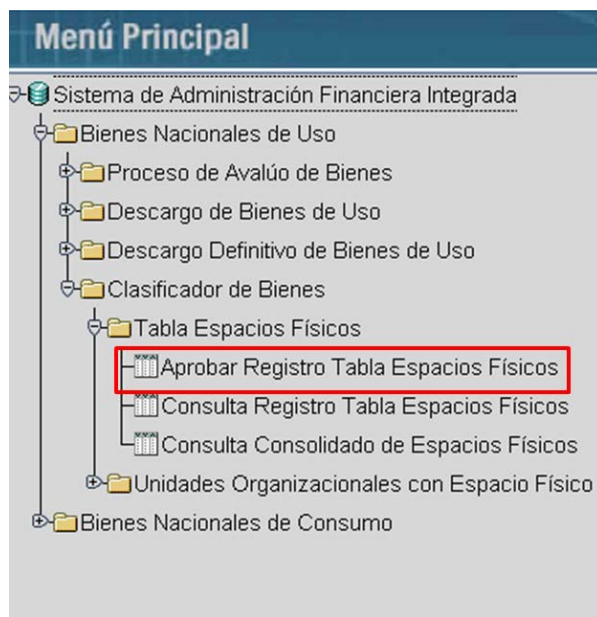 Menú Principal
Sistema de Administración Financiera Integrada
Bienes Nacionales de Uso
Proceso de Avalúo de Bienes
Descargo de Bienes de Uso
Descargo Definitivo de Bienes de Uso
Clasificador de Bienes
Tabla Espacios Físicos
Aprobar Registro Tabla Espacios Físicos
Consulta Registro Tabla Espacios Físicos
Consulta Consolidado de Espacios Físicos
Unidades Organizacionales con Espacio Físico
Bienes Nacionales de Consumo